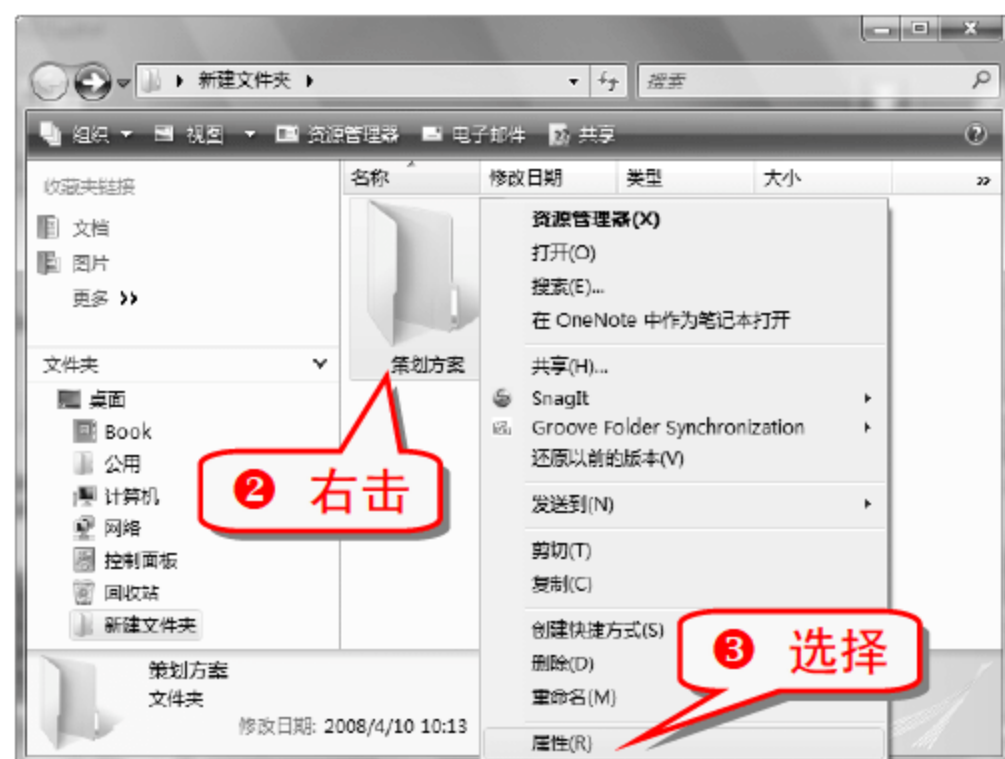 新建文件夹
搜索
组织 视图 资源管理器 电子邮件 共享
收藏夹链接
文档
图片
更多 »
文件夹
桌面
Book
公用
计算机
网络
控制面板
回收站
新建文件夹
名称 修改日期 类型 大小 »
策划方案
资源管理器(X)
打开(O)
搜索(E)...
在 OneNote 中作为笔记本打开
共享(H)...
SnagIt
Groove Folder Synchronization
还原以前的版本(V)
发送到(N)
剪切(T)
复制(C)
创建快捷方式(S)
删除(D)
重命名(M)
属性(R)
❷ 右击
❸ 选择
策划方案
文件夹
修改日期: 2008/4/10 10:13